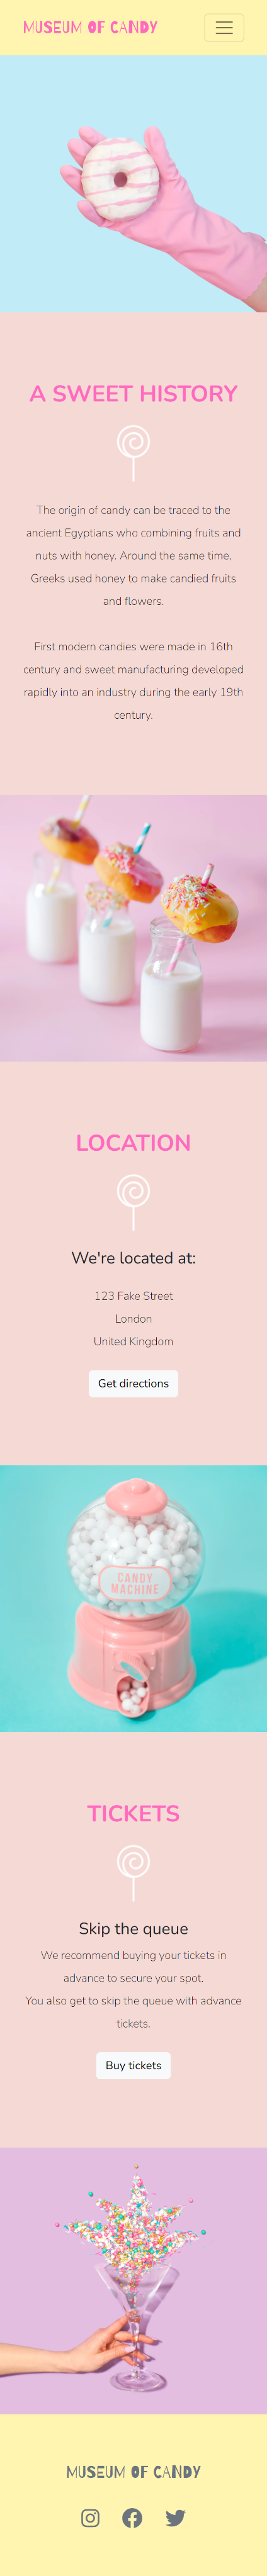 MUSEUM OF CANDY
A SWEET HISTORY
The origin of candy can be traced to the
ancient Egyptians who combining fruits and
nuts with honey. Around the same time,
Greeks used honey to make candied fruits
and flowers.
First modern candies were made in 16th
century and sweet manufacturing developed
rapidly into an industry during the early 19th
century.
LOCATION
We're located at:
123 Fake Street
London
United Kingdom
Get directions
CANDY
MACHINE
TICKETS
Skip the queue
We recommend buying your tickets in
advance to secure your spot.
You also get to skip the queue with advance
tickets.
Buy tickets
MUSEUM OF CANDY